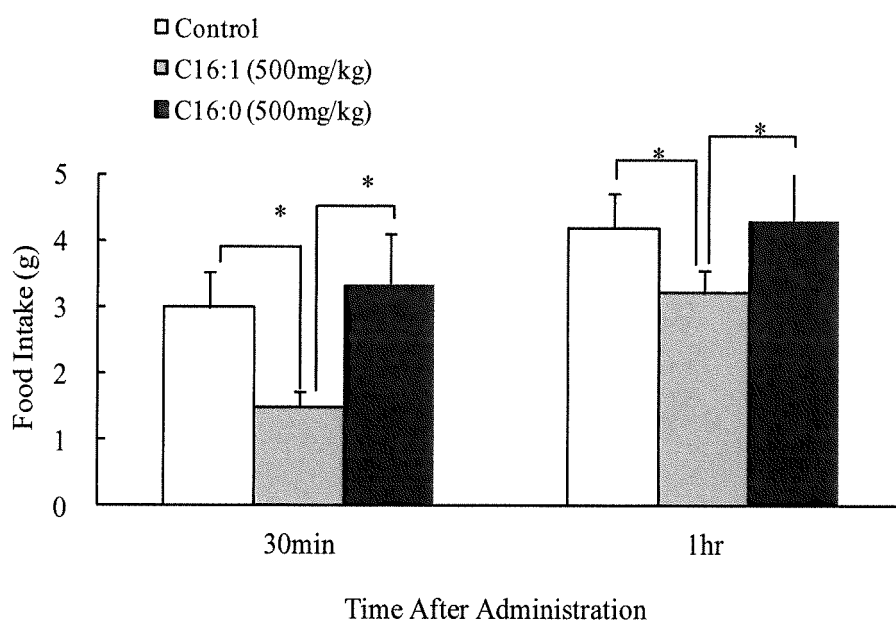 Control
C16:1 (500mg/kg)
C16:0 (500mg/kg)
* *
* *
5
4
3
2
1
0
Food Intake (g)
30min 1hr
Time After Administration